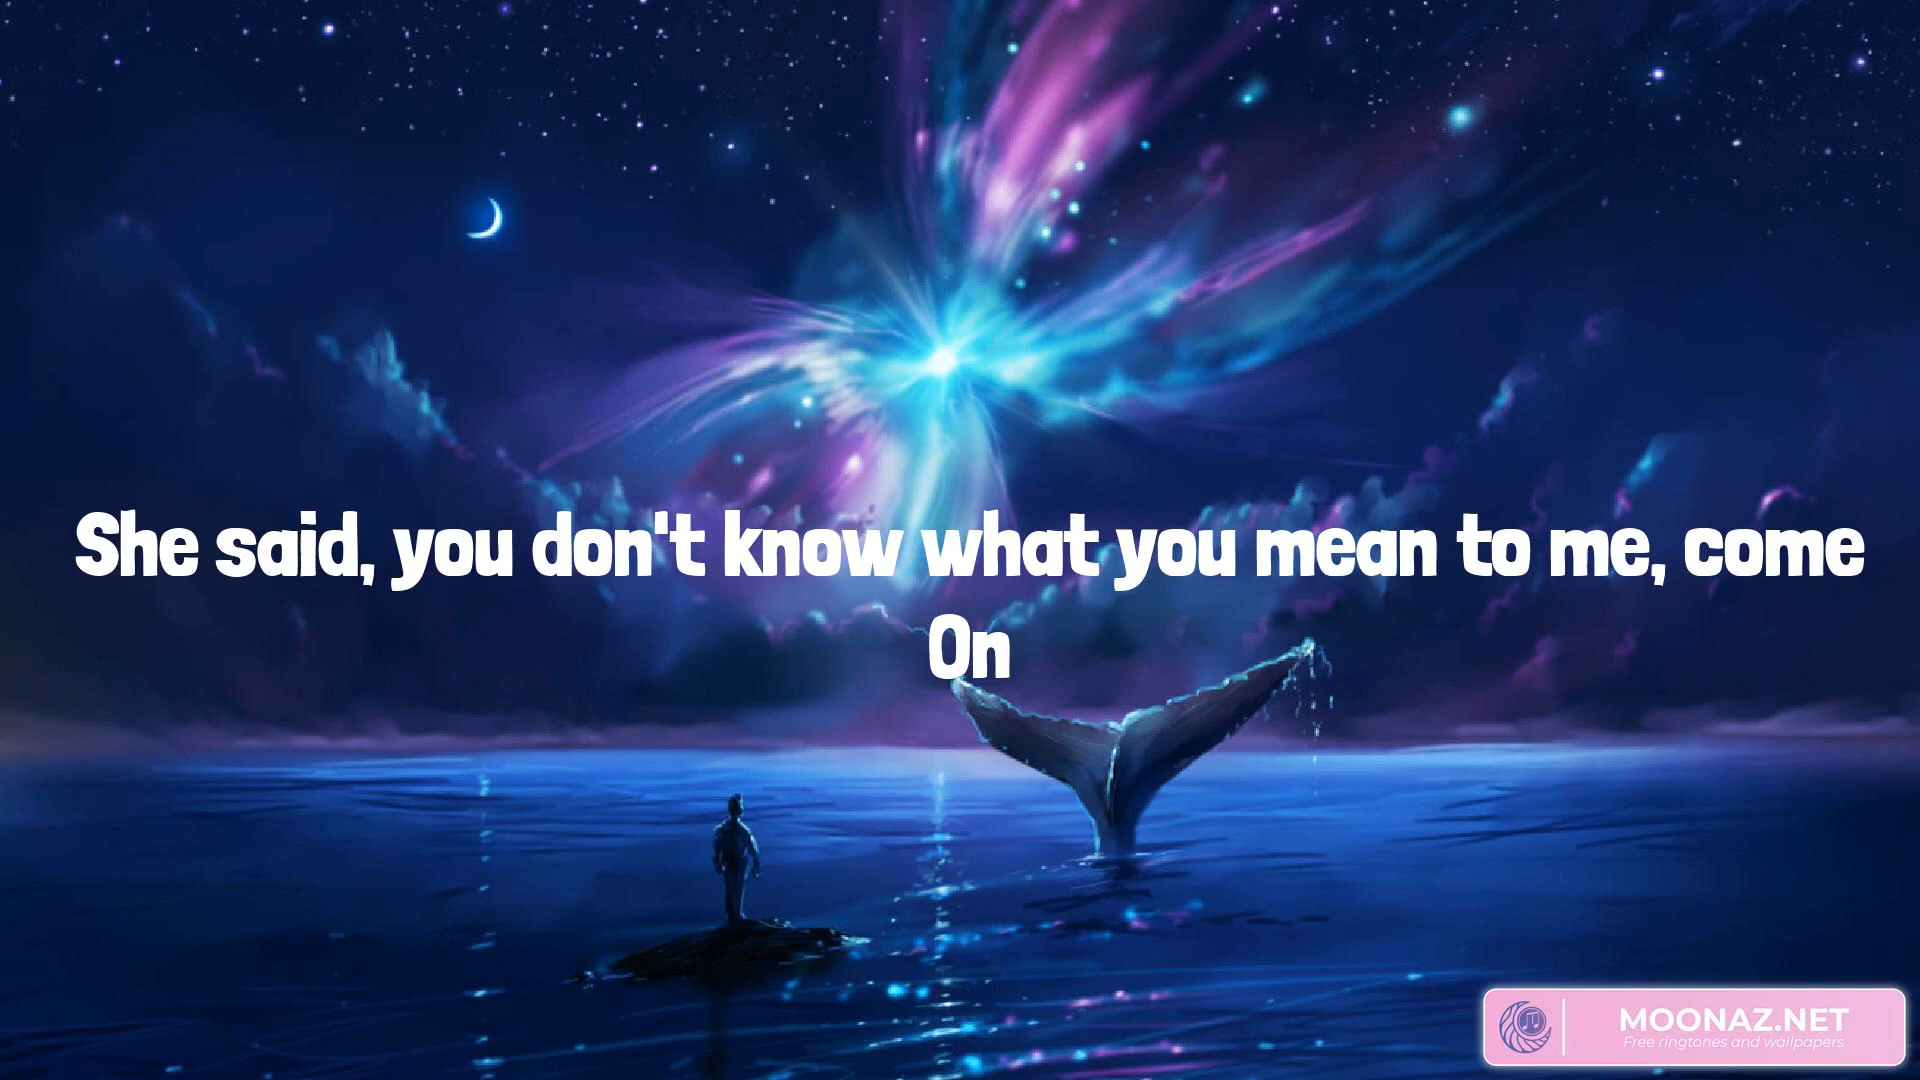 She said, you don't know what you mean to me, come
On
MOONAZ.NET
Free ringtones and wallpapers